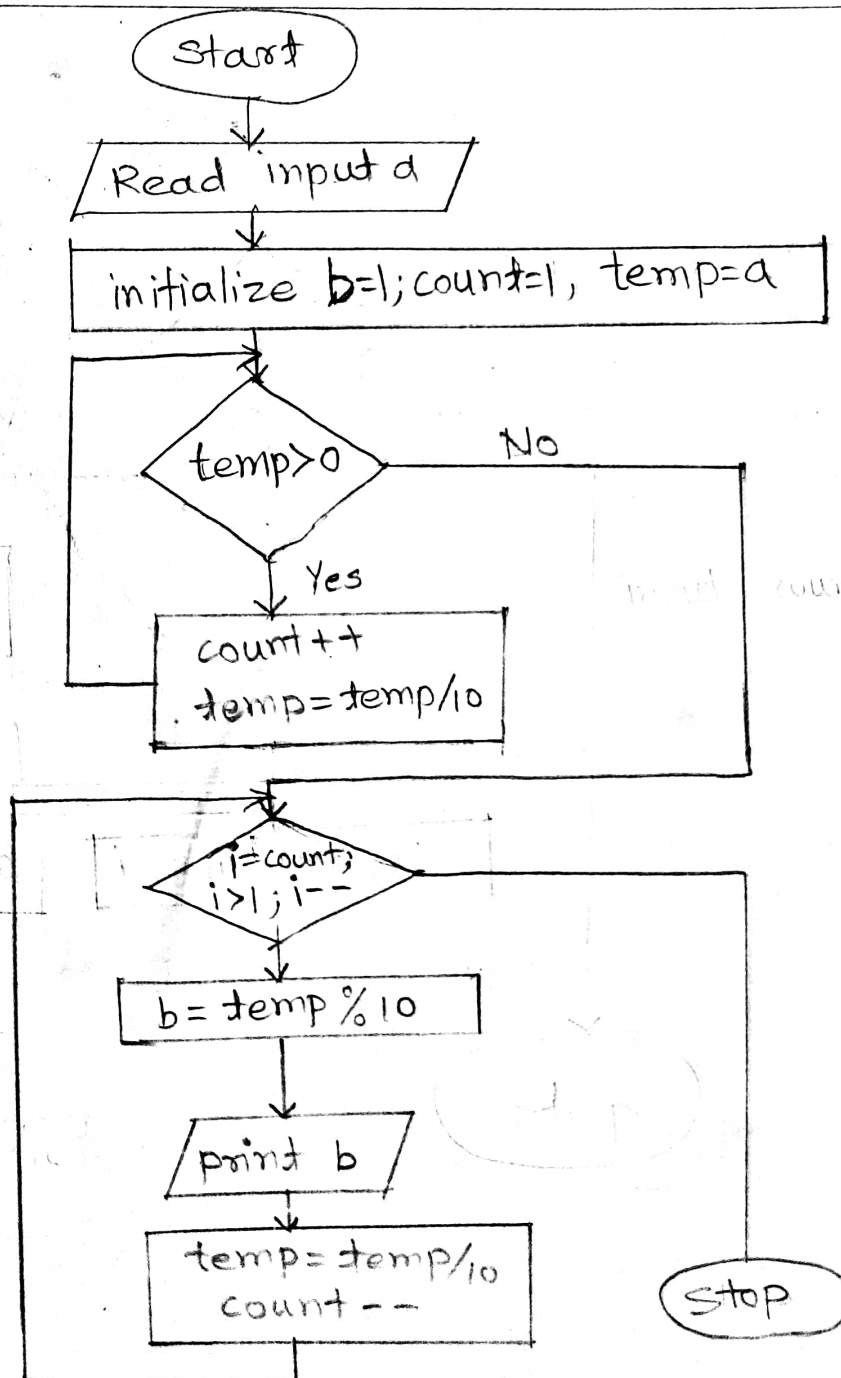 Start
Read input a
initialize b=1; count=1, temp=a
temp>0
No
Yes
count++
temp=temp/10
i=count;
i>1; i--
b= temp % 10
print b
temp= temp/10
count--
Stop